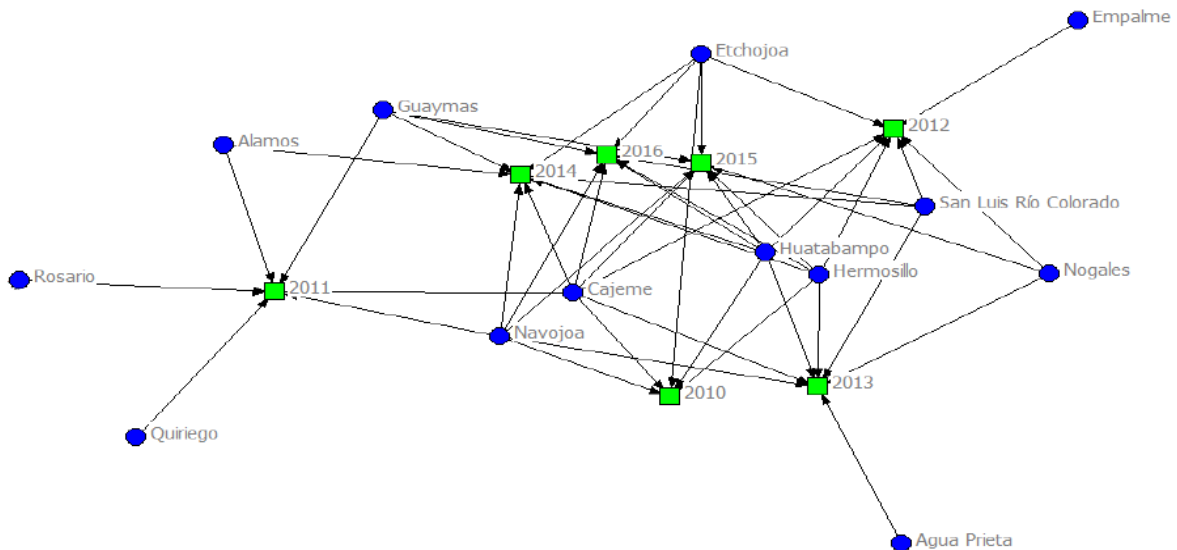 Empalme
Etchojoa
Guaymas
2012
Alamos
2016
2015
2014
San Luis Río Colorado
Huatabampo
Hermosillo
Nogales
Rosario
2011
Cajeme
Navojoa
2013
2010
Quiriego
Agua Prieta